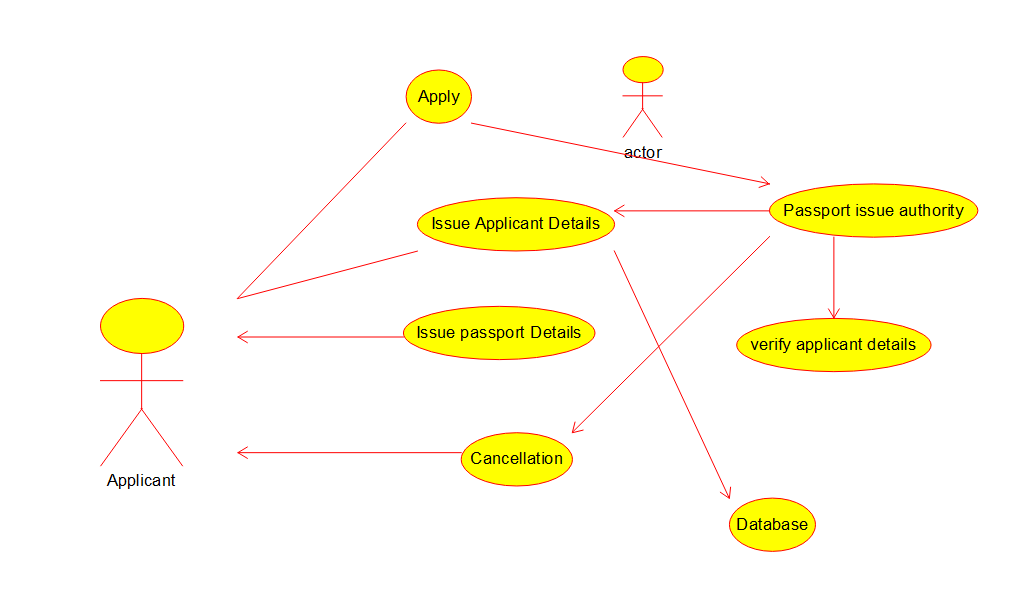 Apply
actor
Passport issue authority
Issue Applicant Details
Issue passport Details
verify applicant details
Cancellation
Applicant
Database